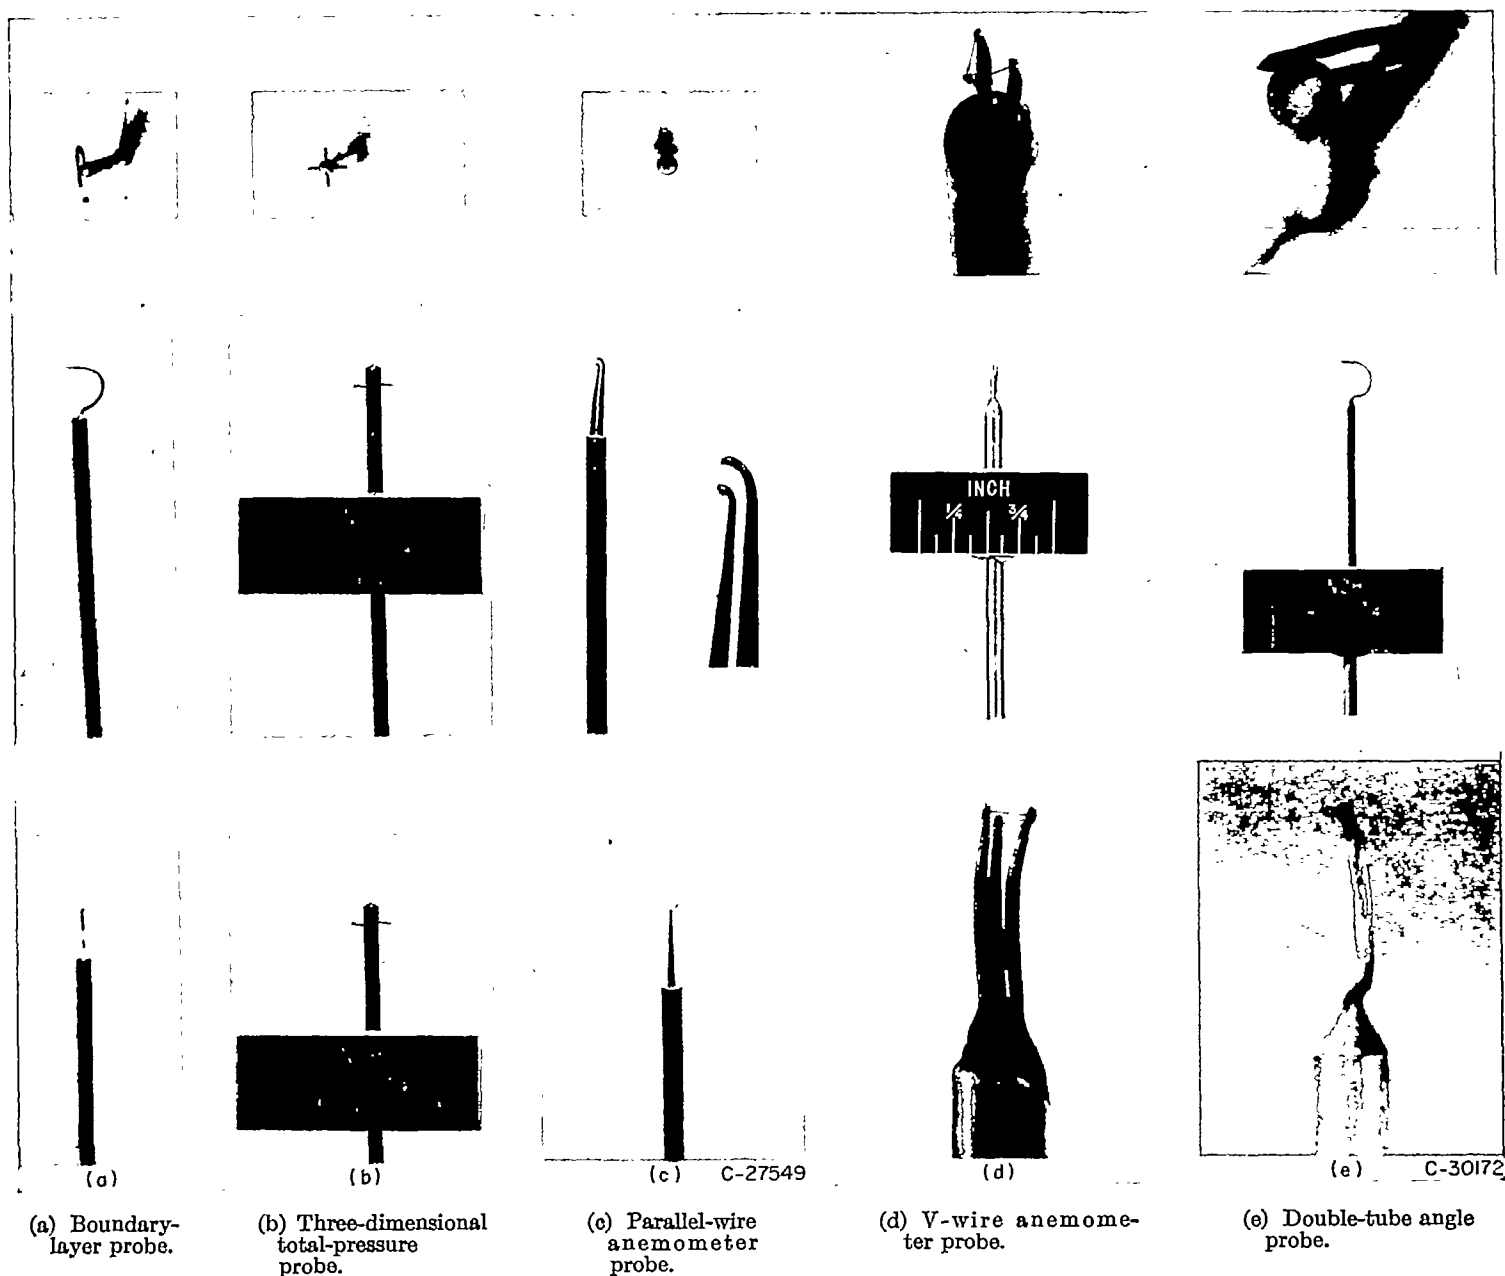 INCH
1/4 3/4
(a)
(b)
(c) C-27549
(d)
(e) C-30172
(a) Boundary-
layer probe.
(b) Three-dimensional
total-pressure
probe.
(c) Parallel-wire
anemometer
probe.
(d) V-wire anemome-
ter probe.
(e) Double-tube angle
probe.